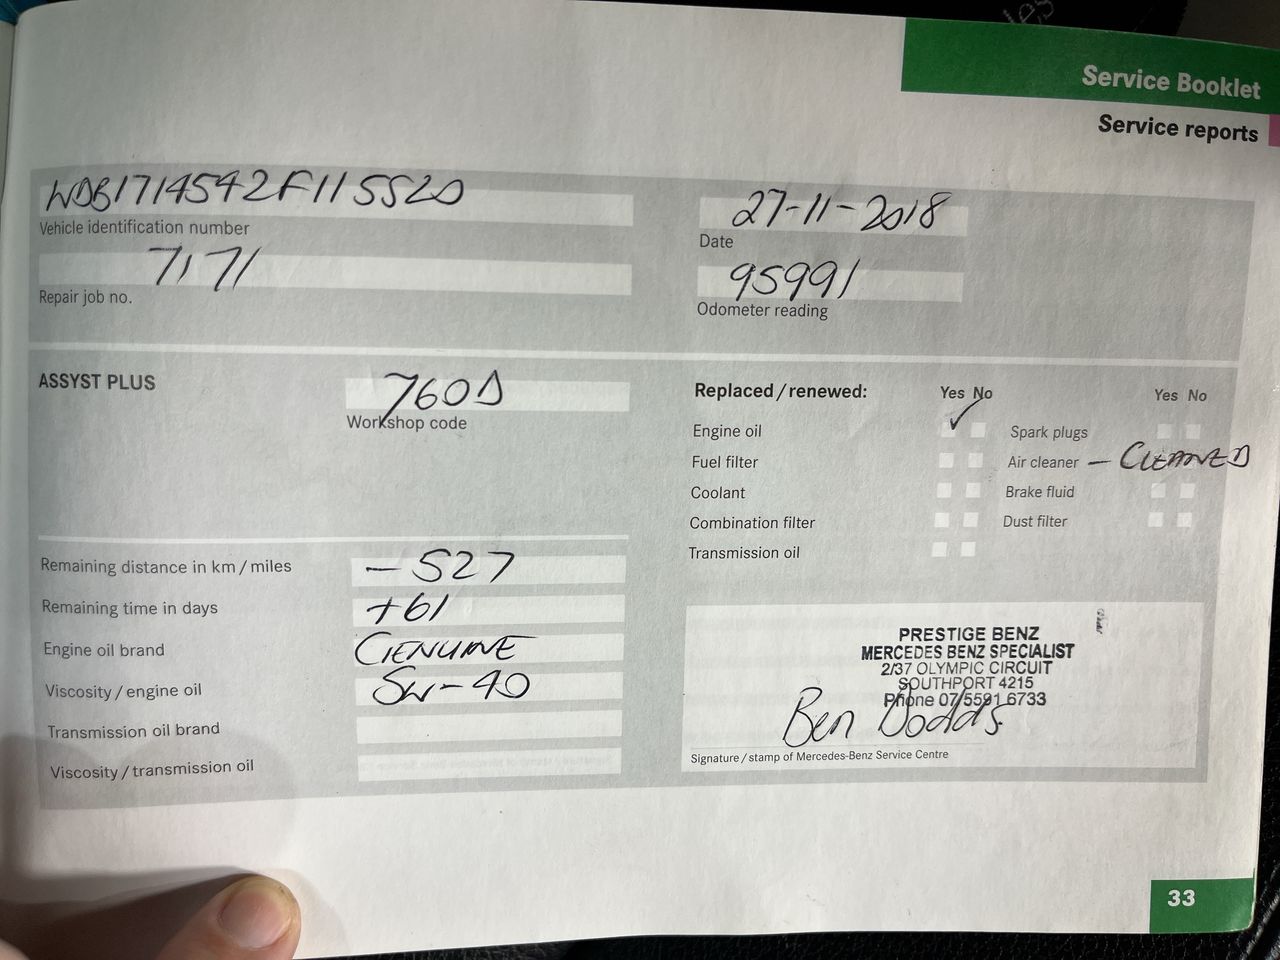 Service Booklet
Service reports
WDB1714542F115520
Vehicle identification number
27-11-2018
Date
7171
Repair job no.
95991
Odometer reading
ASSYST PLUS
760D
Workshop code
Replaced / renewed:
Yes No
Yes No
Engine oil ✓
Spark plugs
Fuel filter
Air cleaner – CLEANED
Coolant
Brake fluid
Combination filter
Dust filter
Transmission oil
Remaining distance in km / miles -527
Remaining time in days +61
Engine oil brand GENUINE
Viscosity / engine oil 5W-40
Transmission oil brand
Viscosity / transmission oil
PRESTIGE BENZ
MERCEDES BENZ SPECIALIST
2/37 OLYMPIC CIRCUIT
SOUTHPORT 4215
Phone 07 5591 6733
Ben Dodds
Signature / stamp of Mercedes-Benz Service Centre
33